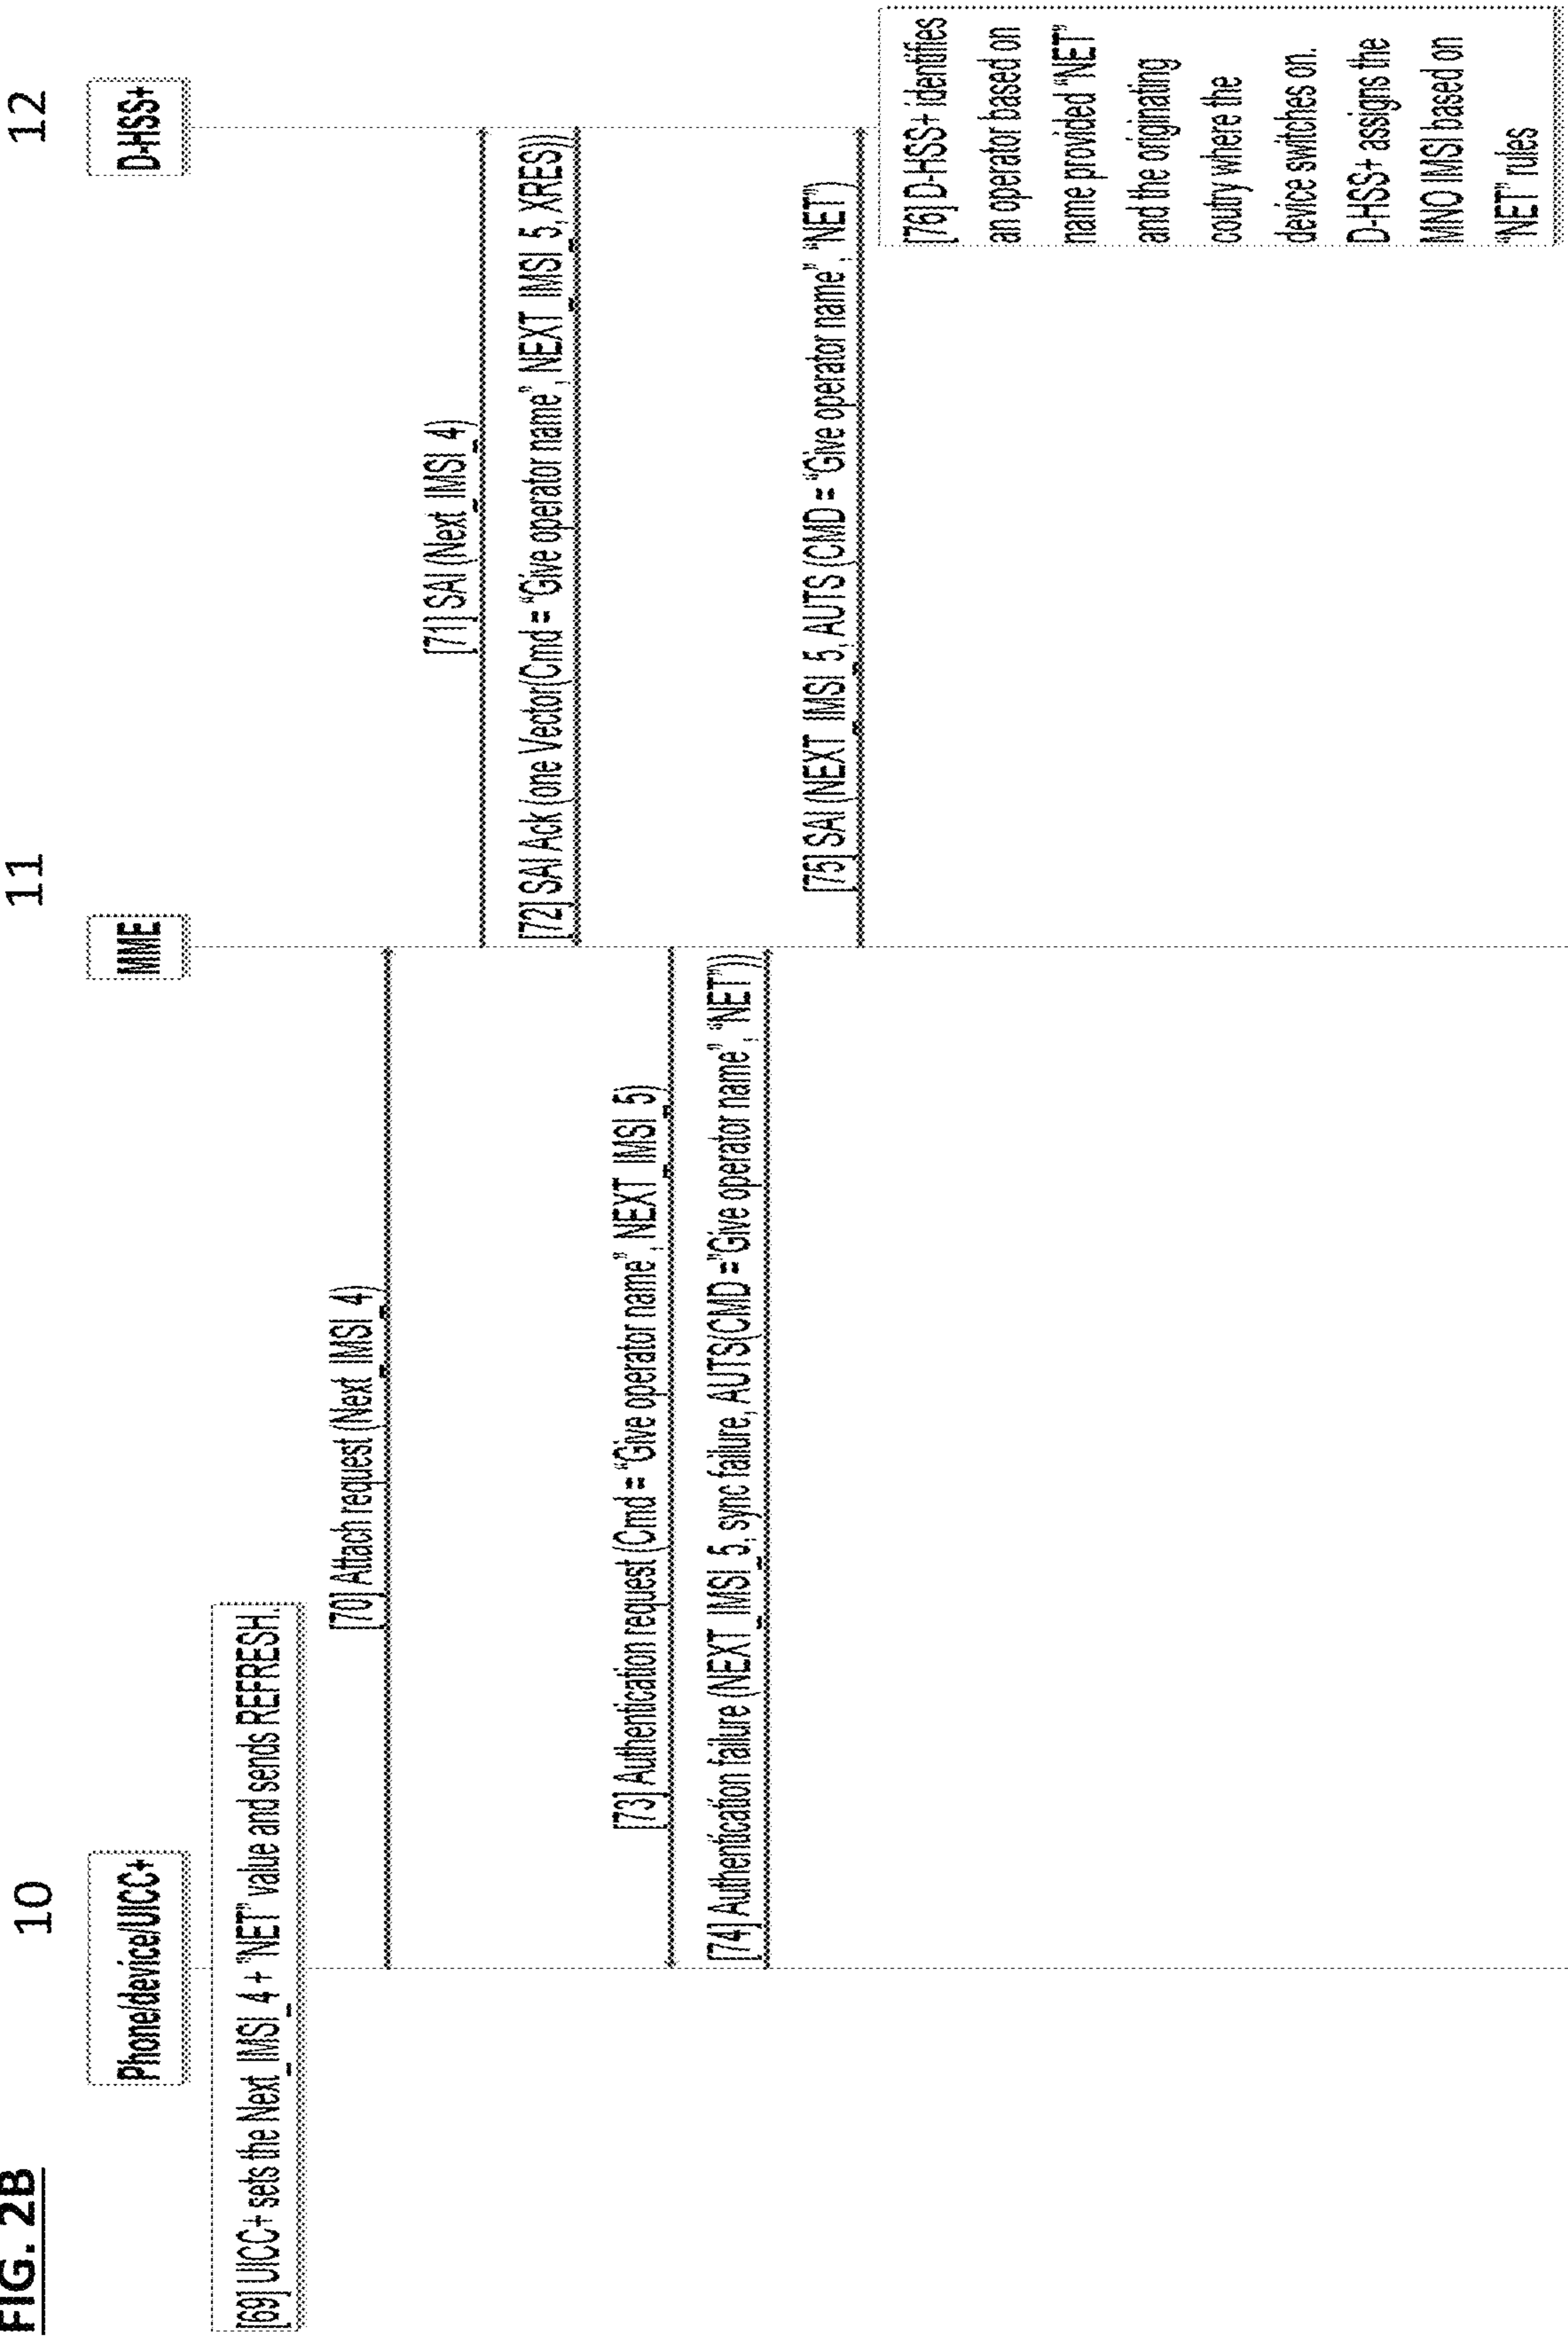 FIG. 2B
10
11
12
Phone/device/UICC+
MME
D-HSS+
[69] UICC+ sets the Next_IMSI_4 + "NET" value and sends REFRESH.
[70] Attach request (Next_IMSI_4)
[71] SAI (Next_IMSI_4)
[72] SAI Ack (one Vector(Cmd = "Give operator name", NEXT_IMSI_5, XRES))
[73] Authentication request (Cmd = "Give operator name", NEXT_IMSI_5)
[74] Authentication failure (NEXT_IMSI_5, sync failure, AUTS(CMD ="Give operator name", "NET"))
[75] SAI (NEXT_IMSI_5, AUTS (CMD = "Give operator name", "NET")
[76] D-HSS+ identifies
an operator based on
name provided "NET"
and the originating
coutry where the
device switches on.
D-HSS+ assigns the
MNO IMSI based on
"NET" rules